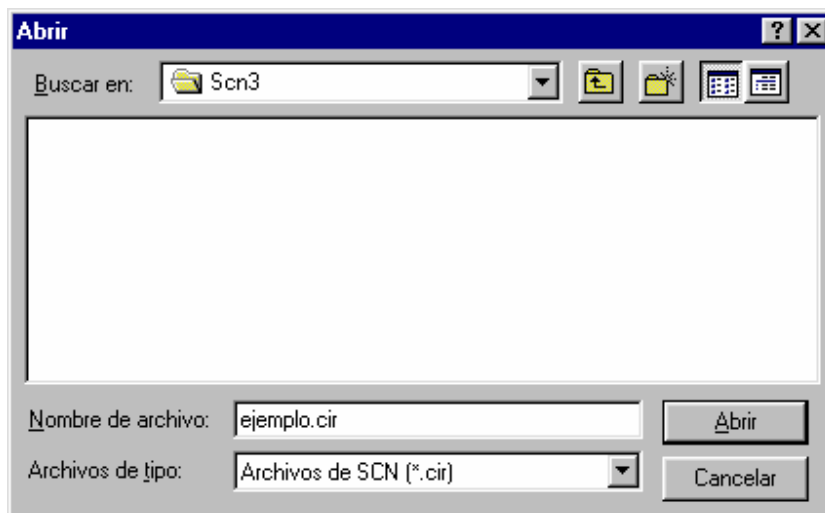 Abrir
Buscar en: Scn3
Nombre de archivo: ejemplo.cir Abrir
Archivos de tipo: Archivos de SCN (*.cir) Cancelar